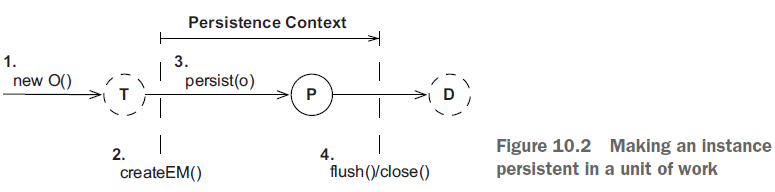 Persistence Context
1.
new O()
T
3.
persist(o)
P
D
2.
createEM()
4.
flush()/close()
Figure 10.2 Making an instance
persistent in a unit of work